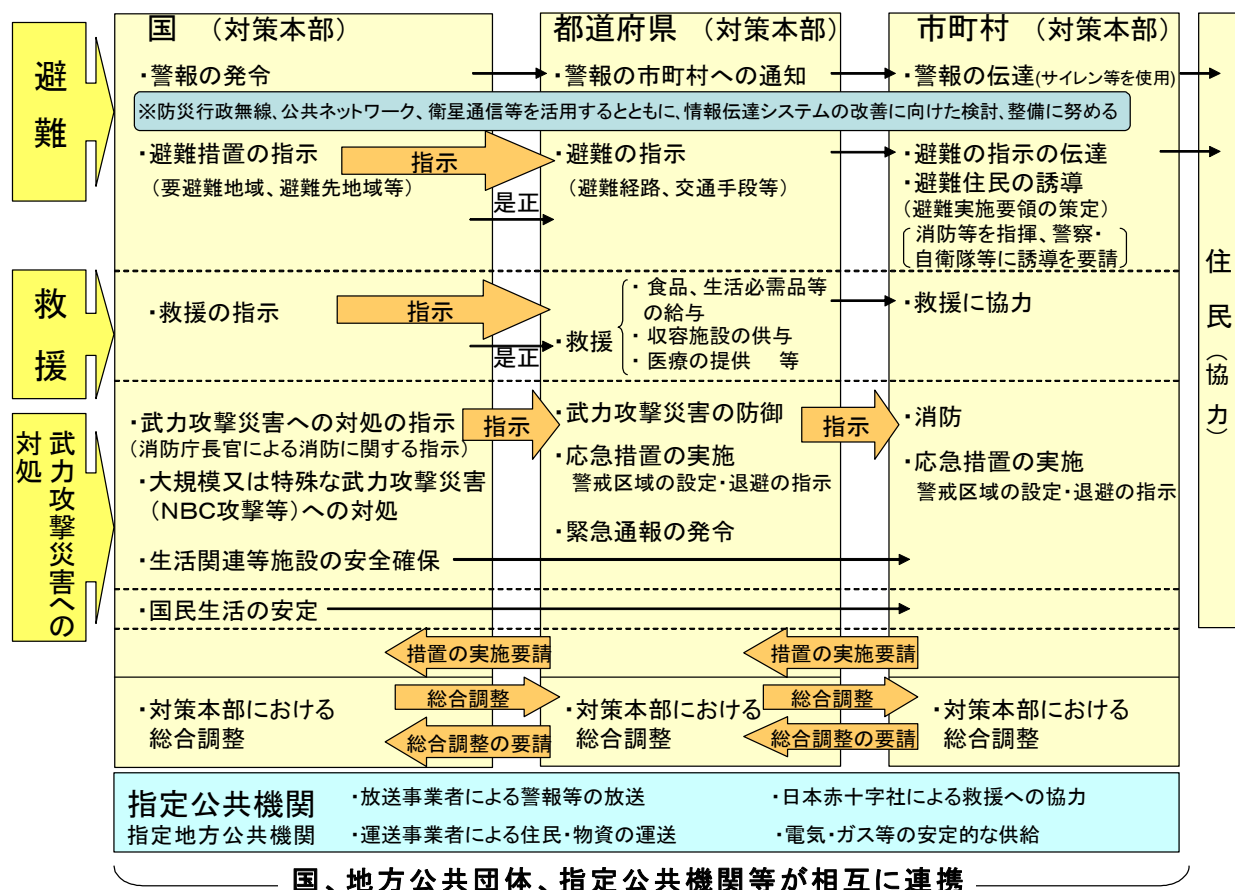 避難
国 (対策本部)
都道府県 (対策本部)
市町村 (対策本部)
・警報の発令
・警報の市町村への通知
・警報の伝達(サイレン等を使用)
※防災行政無線、公共ネットワーク、衛星通信等を活用するとともに、情報伝達システムの改善に向けた検討、整備に努める
・避難措置の指示
(要避難地域、避難先地域等)
指示
是正
・避難の指示
(避難経路、交通手段等)
・避難の指示の伝達
・避難住民の誘導
(避難実施要領の策定)
消防等を指揮、警察・
自衛隊等に誘導を要請
住民(協力)
救援
・救援の指示
指示
是正
・救援
・食品、生活必需品等
の給与
・収容施設の供与
・医療の提供 等
・救援に協力
武力攻撃災害への
対処
・武力攻撃災害への対処の指示
(消防庁長官による消防に関する指示)
・大規模又は特殊な武力攻撃災害
(NBC攻撃等)への対処
・生活関連等施設の安全確保
指示
・武力攻撃災害の防御
・応急措置の実施
警戒区域の設定・退避の指示
・緊急通報の発令
指示
・消防
・応急措置の実施
警戒区域の設定・退避の指示
・国民生活の安定
措置の実施要請
措置の実施要請
・対策本部における
総合調整
総合調整
総合調整の要請
・対策本部における
総合調整
総合調整
総合調整の要請
・対策本部における
総合調整
指定公共機関
指定地方公共機関
・放送事業者による警報等の放送
・日本赤十字社による救援への協力
・運送事業者による住民・物資の運送
・電気・ガス等の安定的な供給
国、地方公共団体、指定公共機関等が相互に連携